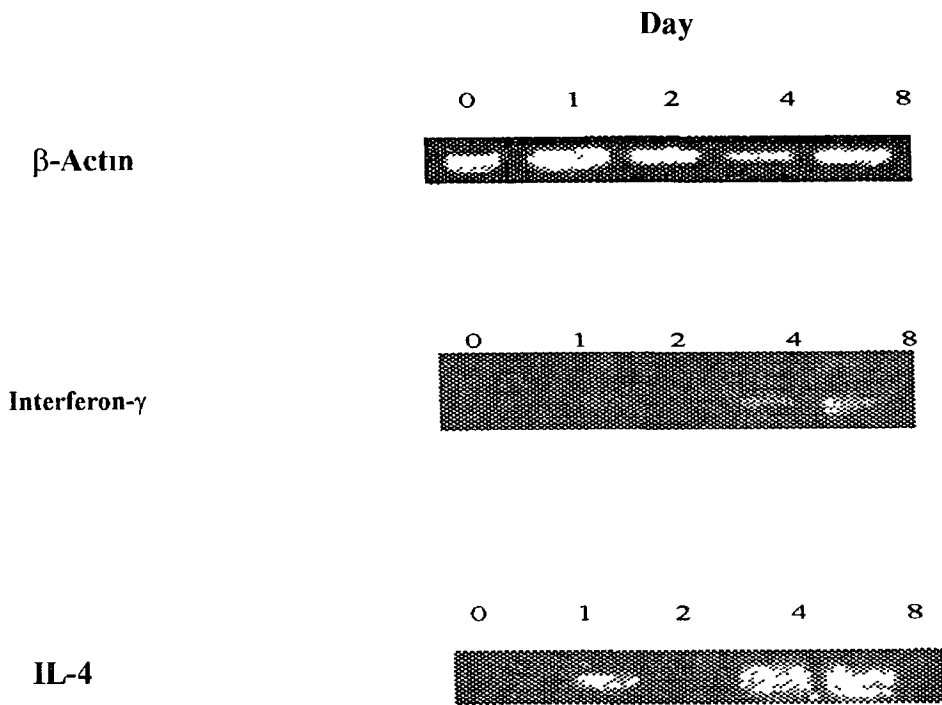 Day
0 1 2 4 8
β-Actin
0 1 2 4 8
Interferon-γ
0 1 2 4 8
IL-4